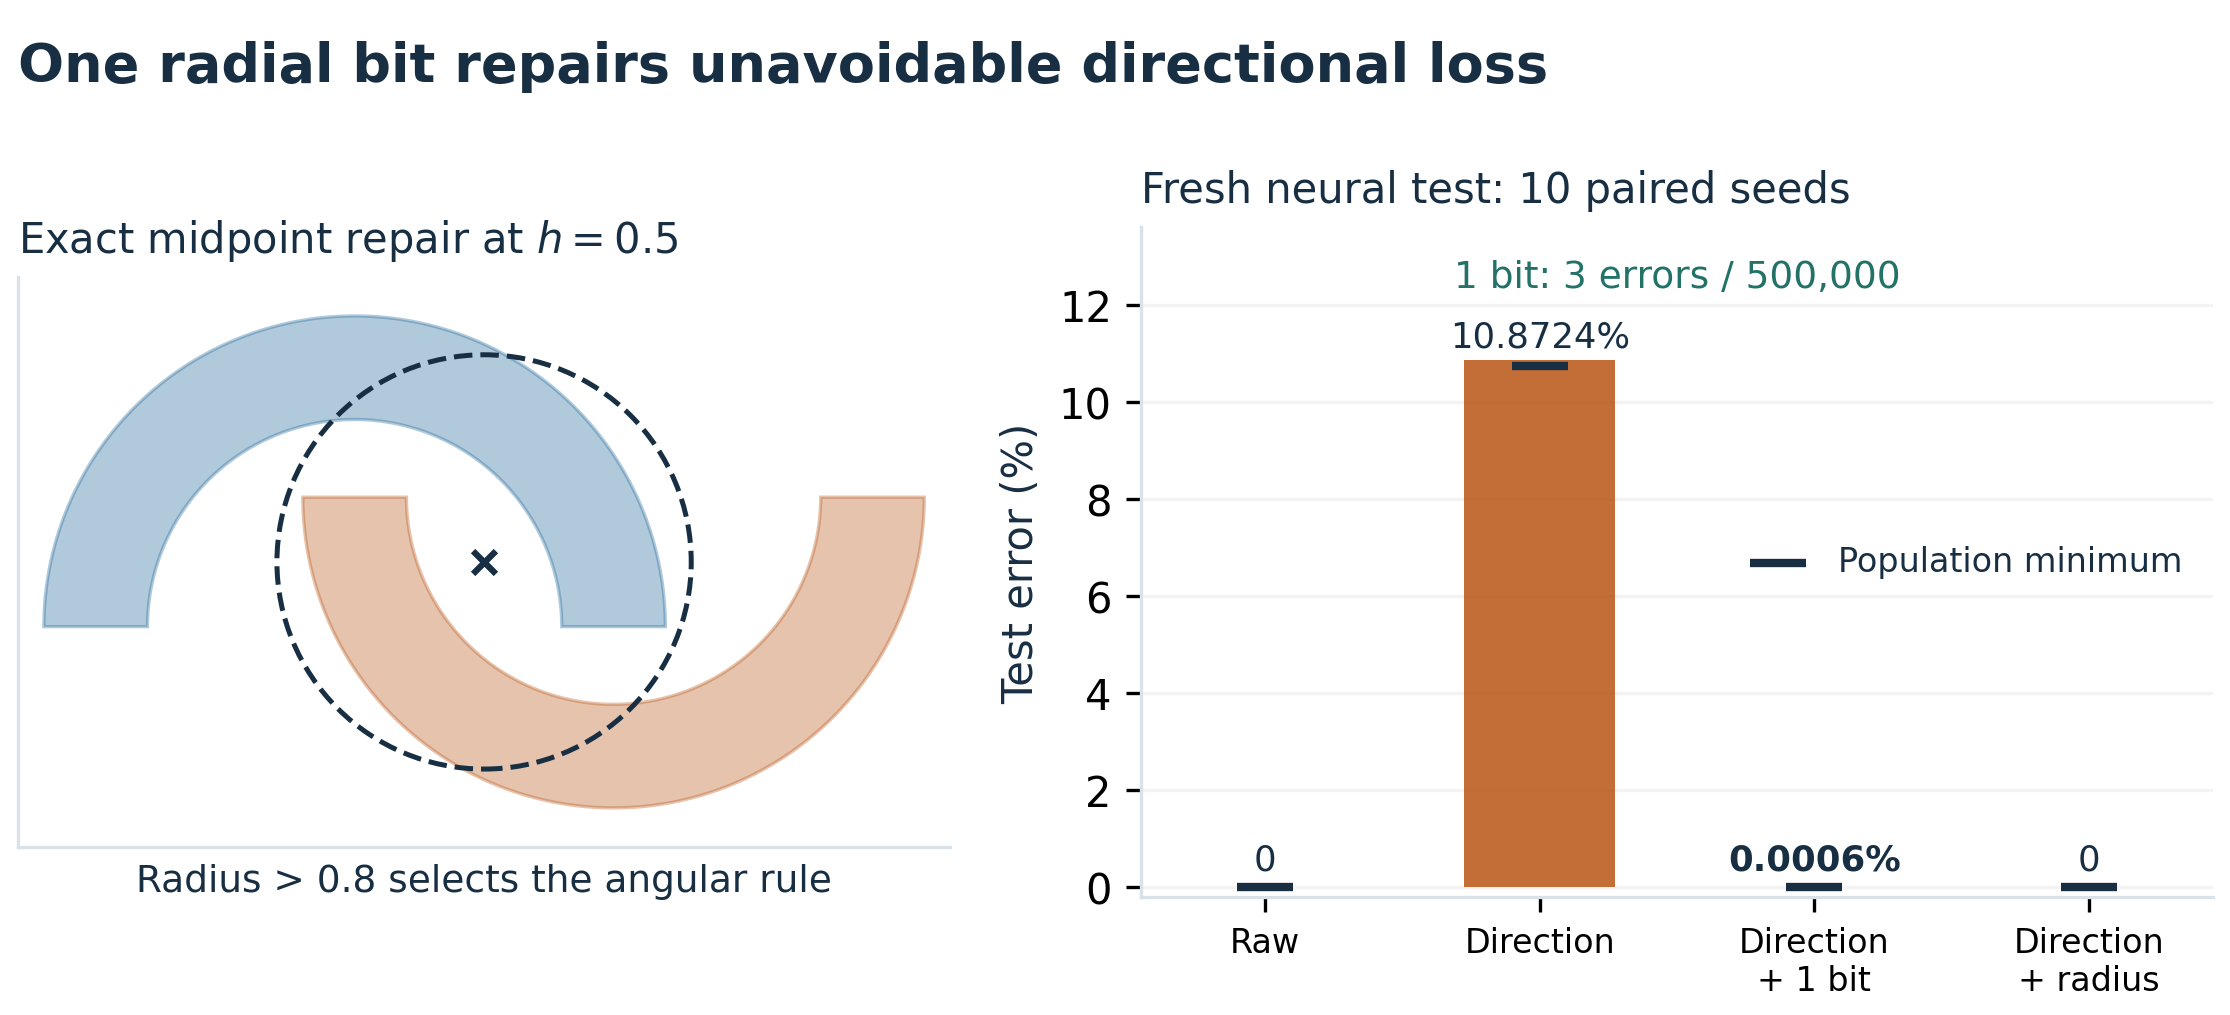 One radial bit repairs unavoidable directional loss
Exact midpoint repair at h = 0.5
Radius > 0.8 selects the angular rule
Fresh neural test: 10 paired seeds
1 bit: 3 errors / 500,000
Test error (%)
12
10
8
6
4
2
0
10.8724%
Population minimum
0
0.0006%
0
Raw
Direction
Direction
+ 1 bit
Direction
+ radius